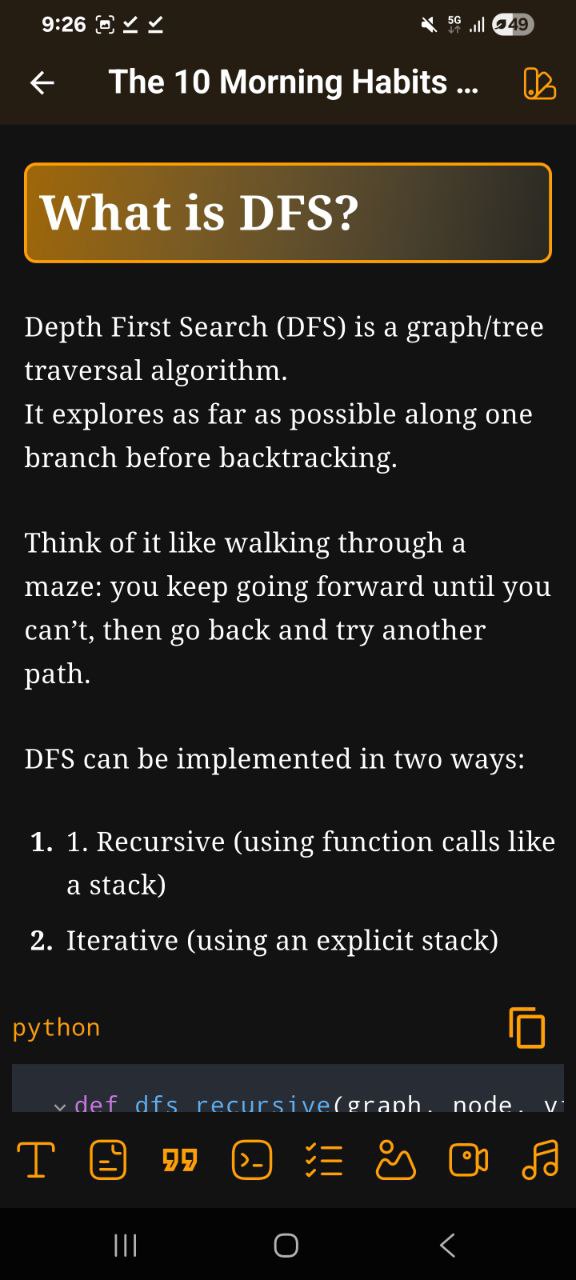 9:26
5G
49
The 10 Morning Habits ...
What is DFS?
Depth First Search (DFS) is a graph/tree
traversal algorithm.
It explores as far as possible along one
branch before backtracking.
Think of it like walking through a
maze: you keep going forward until you
can’t, then go back and try another
path.
DFS can be implemented in two ways:
1. 1. Recursive (using function calls like
a stack)
2. Iterative (using an explicit stack)
python
def dfs_recursive(graph, node,